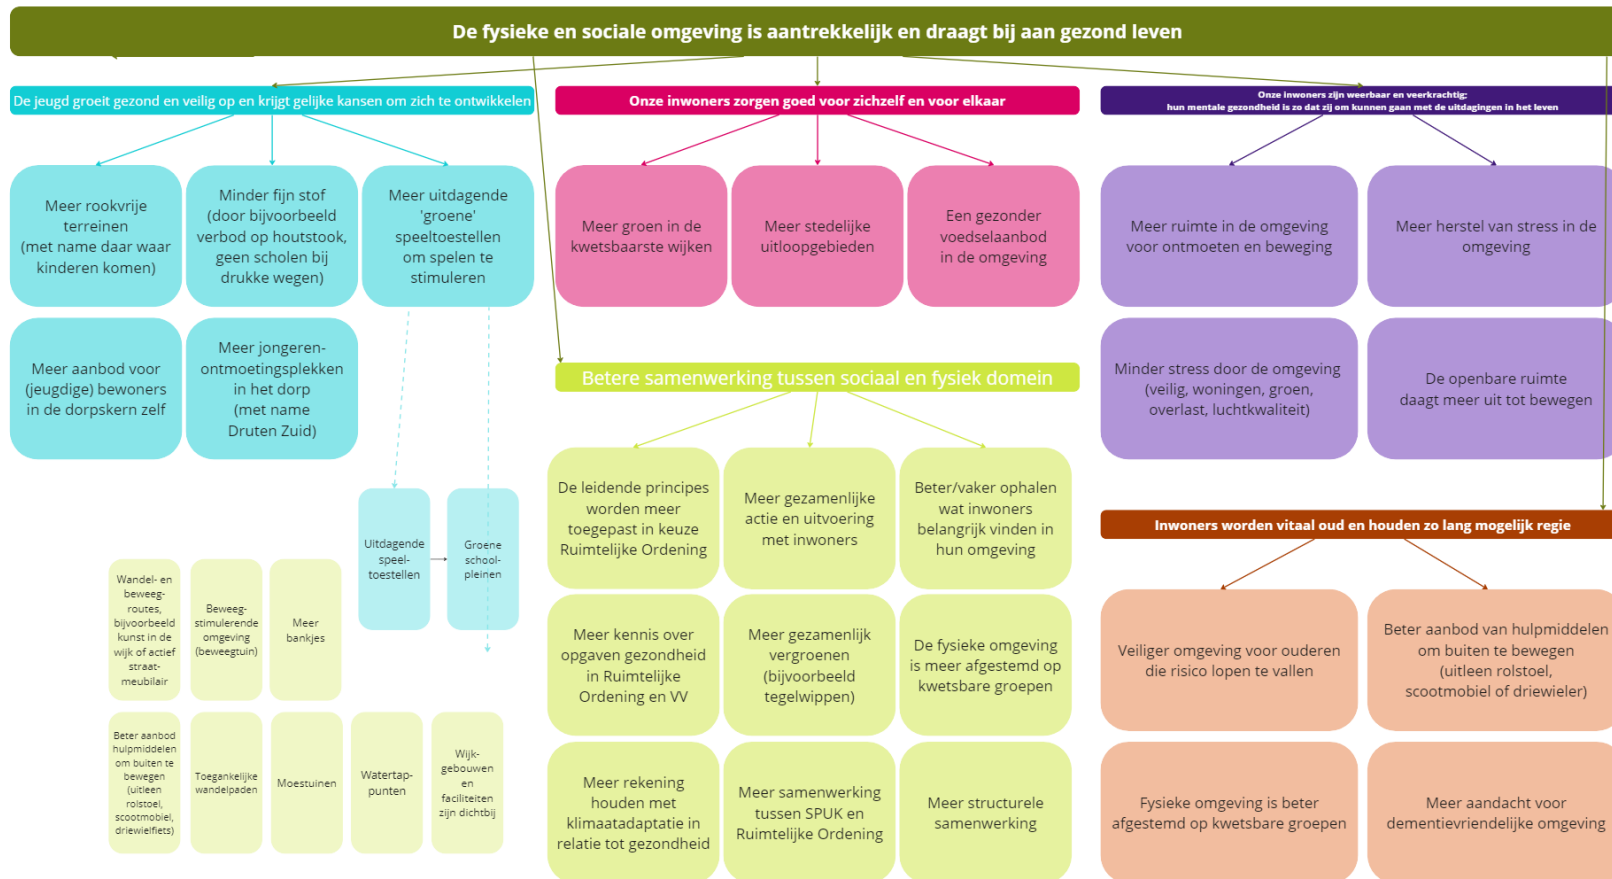 De fysieke en sociale omgeving is aantrekkelijk en draagt bij aan gezond leven
De jeugd groeit gezond en veilig op en krijgt gelijke kansen om zich te ontwikkelen
Meer rookvrije
terreinen
(met name daar waar
kinderen komen)
Minder fijn stof
(door bijvoorbeeld
verbod op houtstook,
geen scholen bij
drukke wegen)
Meer uitdagende
'groene'
speeltoestellen
om spelen te
stimuleren
Meer aanbod voor
(jeugdige) bewoners
in de dorpskern zelf
Meer jongeren-
ontmoetingsplekken
in het dorp
(met name
Druten Zuid)
Uitdagende
speel-
toestellen
Groene
school-
pleinen
Wandel- en
beweeg-
routes,
bijvoorbeeld
kunst in de
wijk of actief
straat-
meubilair
Beweeg-
stimulerende
omgeving
(beweegtuin)
Meer
bankjes
Beter aanbod
hulpmiddelen
om buiten te
bewegen
(uitleen
rolstoel,
scootmobiel,
driewielfiets)
Toegankelijke
wandelpaden
Moestuinen
Watertap-
punten
Wijk-
gebouwen
en
faciliteiten
zijn dichtbij
Onze inwoners zorgen goed voor zichzelf en voor elkaar
Meer groen in de
kwetsbaarste wijken
Meer stedelijke
uitloopgebieden
Een gezonder
voedselaanbod
in de omgeving
Betere samenwerking tussen sociaal en fysiek domein
De leidende principes
worden meer
toegepast in keuze
Ruimtelijke Ordening
Meer gezamenlijke
actie en uitvoering
met inwoners
Beter/vaker ophalen
wat inwoners
belangrijk vinden in
hun omgeving
Meer kennis over
opgaven gezondheid
in Ruimtelijke
Ordening en VV
Meer gezamenlijk
vergroenen
(bijvoorbeeld
tegelwippen)
De fysieke omgeving
is meer afgestemd op
kwetsbare groepen
Meer rekening
houden met
klimaatadaptatie in
relatie tot gezondheid
Meer samenwerking
tussen SPUK en
Ruimtelijke Ordening
Meer structurele
samenwerking
Onze inwoners zijn weerbaar en veerkrachtig;
hun mentale gezondheid is zo dat zij om kunnen gaan met de uitdagingen in het leven
Meer ruimte in de omgeving
voor ontmoeten en beweging
Meer herstel van stress in de
omgeving
Minder stress door de omgeving
(veilig, woningen, groen,
overlast, luchtkwaliteit)
De openbare ruimte
daagt meer uit tot bewegen
Inwoners worden vitaal oud en houden zo lang mogelijk regie
Veiliger omgeving voor ouderen
die risico lopen te vallen
Beter aanbod van hulpmiddelen
om buiten te bewegen
(uitleen rolstoel,
scootmobiel of driewieler)
Fysieke omgeving is beter
afgestemd op kwetsbare groepen
Meer aandacht voor
dementievriendelijke omgeving